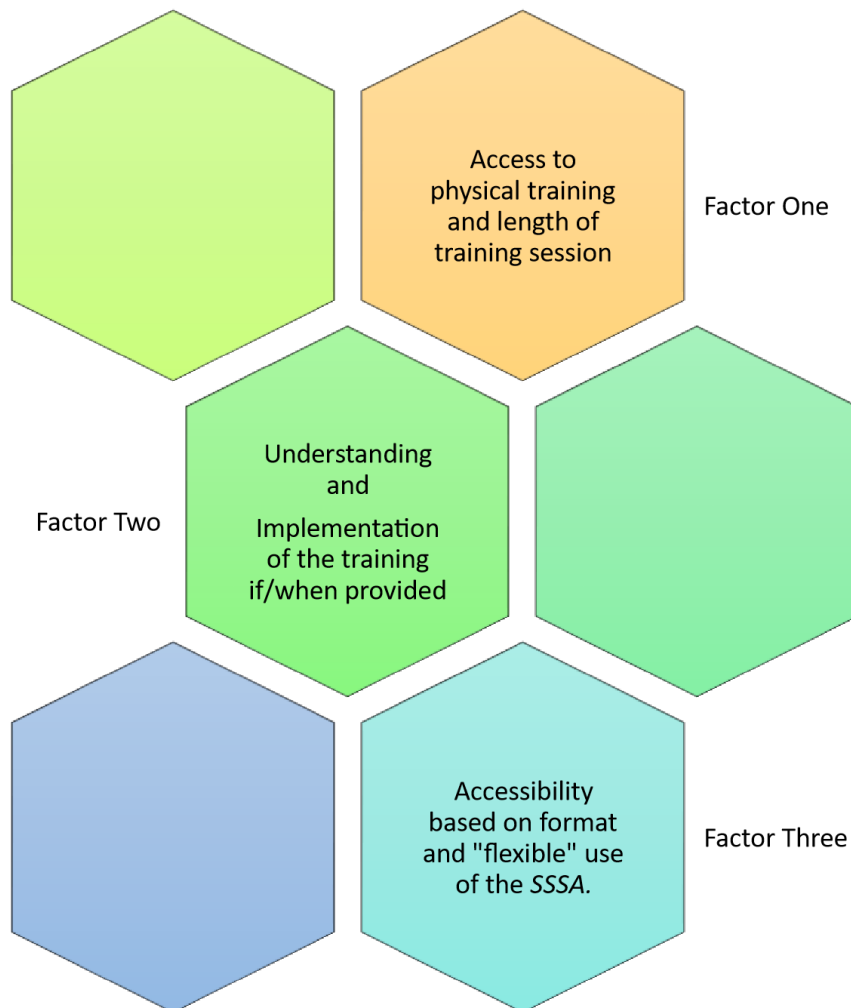 Access to
physical training
and length of
training session
Factor One
Understanding
and
Implementation
of the training
if/when provided
Factor Two
Accessibility
based on format
and "flexible" use
of the SSSA.
Factor Three